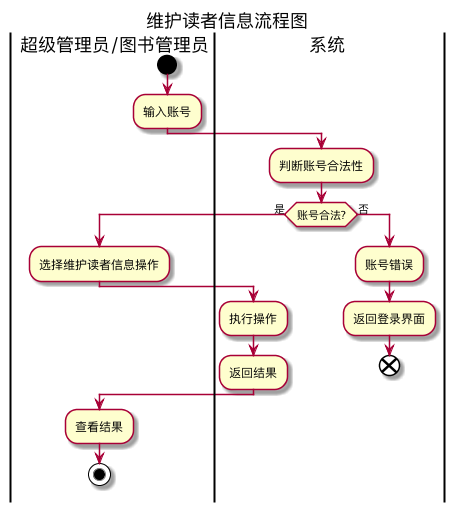 维护读者信息流程图
超级管理员/图书管理员
系统
输入账号
判断账号合法性
账号合法?
是
否
选择维护读者信息操作
账号错误
执行操作
返回登录界面
返回结果
查看结果